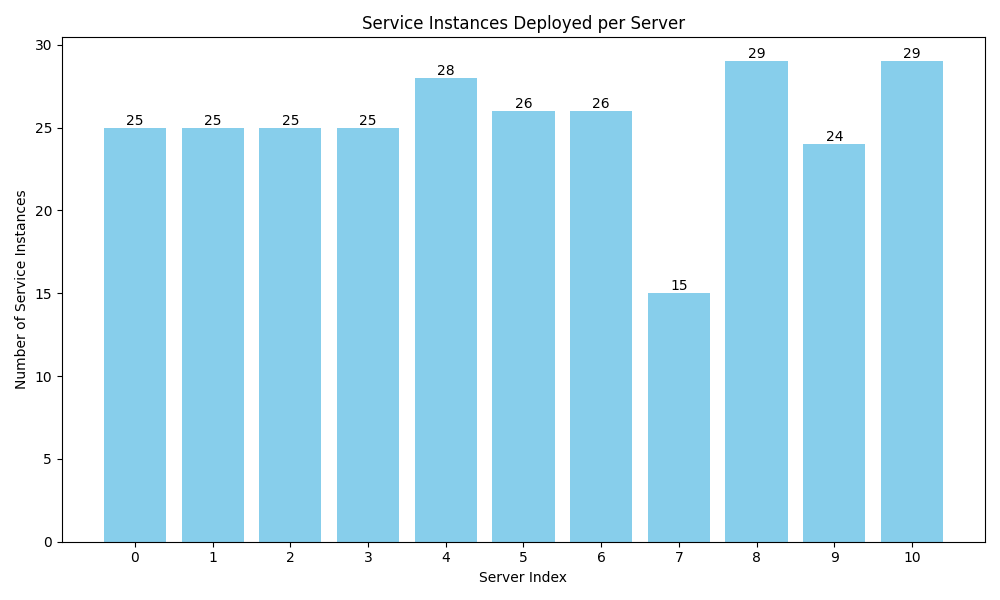 Service Instances Deployed per Server
Number of Service Instances
30
25
20
15
10
5
0
25 25 25 25 28 26 26 15 29 24 29
0 1 2 3 4 5 6 7 8 9 10
Server Index